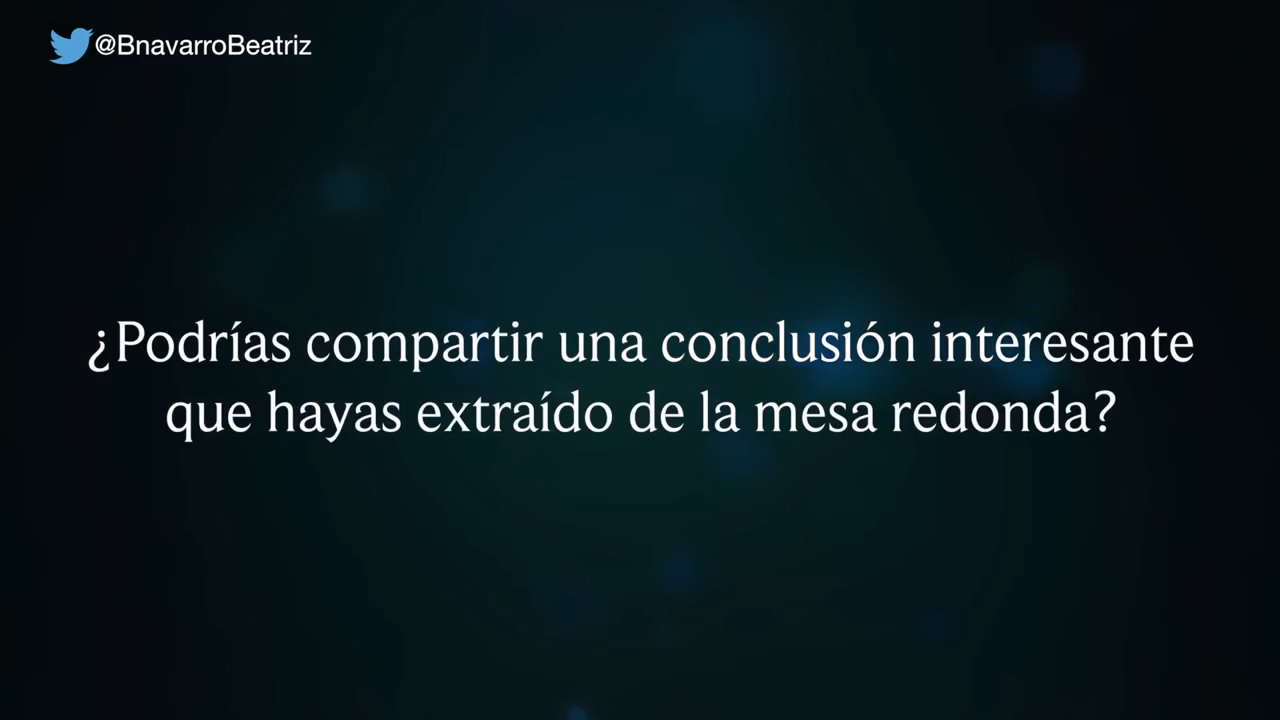 @BnavarroBeatriz
¿Podrías compartir una conclusión interesante
que hayas extraído de la mesa redonda?